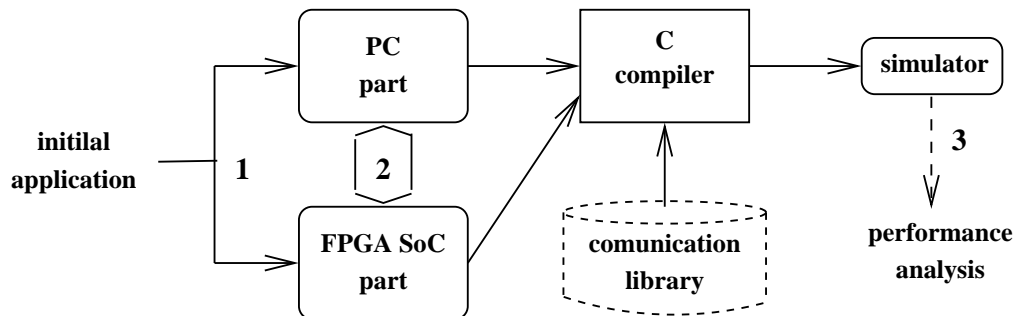 initilal
application
1
PC
part
2
FPGA SoC
part
C
compiler
comunication
library
simulator
3
performance
analysis